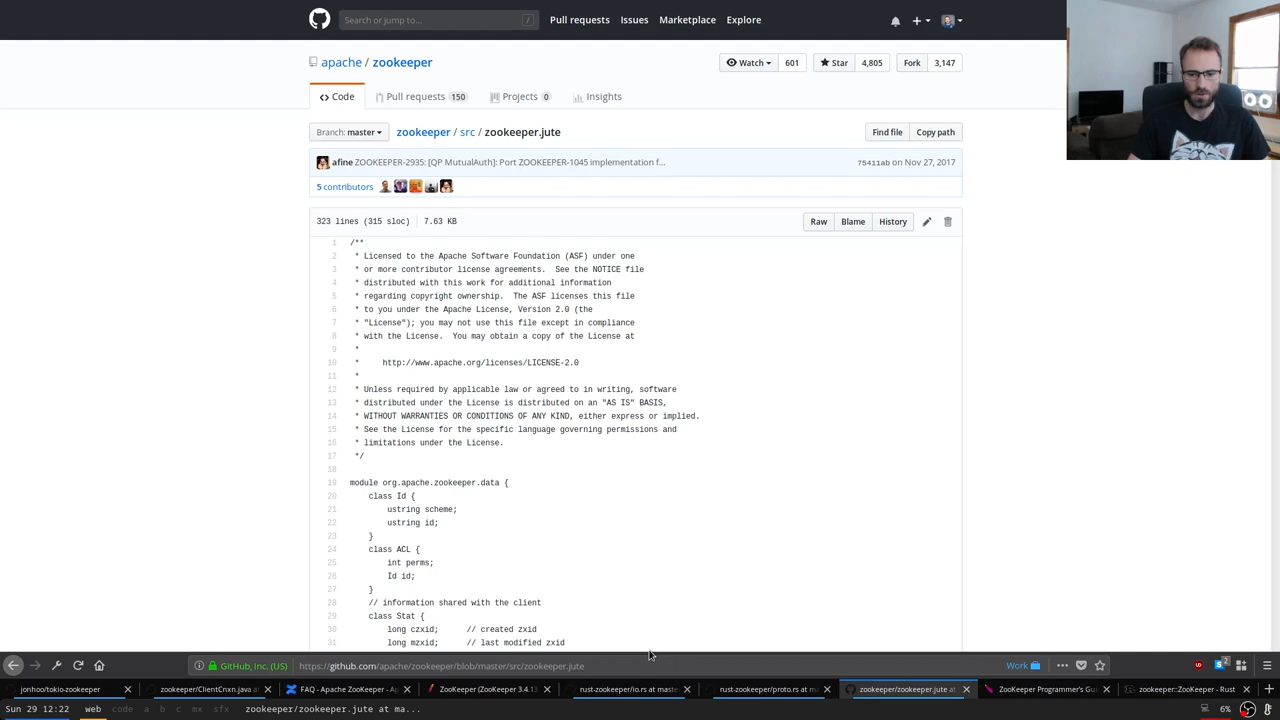 Search or jump to... /
Pull requests Issues Marketplace Explore
apache / zookeeper
Watch 601 Star 4,805 Fork 3,147
Code Pull requests 150 Projects 0 Insights
Branch: master zookeeper / src / zookeeper.jute Find file Copy path
afine ZOOKEEPER-2935: [QP MutualAuth]: Port ZOOKEEPER-1045 implementation f... 75411ab on Nov 27, 2017
5 contributors
323 lines (315 sloc) 7.63 KB Raw Blame History
1 /**
2 * Licensed to the Apache Software Foundation (ASF) under one
3 * or more contributor license agreements. See the NOTICE file
4 * distributed with this work for additional information
5 * regarding copyright ownership. The ASF licenses this file
6 * to you under the Apache License, Version 2.0 (the
7 * "License"); you may not use this file except in compliance
8 * with the License. You may obtain a copy of the License at
9 *
10 * http://www.apache.org/licenses/LICENSE-2.0
11 *
12 * Unless required by applicable law or agreed to in writing, software
13 * distributed under the License is distributed on an "AS IS" BASIS,
14 * WITHOUT WARRANTIES OR CONDITIONS OF ANY KIND, either express or implied.
15 * See the License for the specific language governing permissions and
16 * limitations under the License.
17 */
18
19 module org.apache.zookeeper.data {
20 class Id {
21 ustring scheme;
22 ustring id;
23 }
24 class ACL {
25 int perms;
26 Id id;
27 }
28 // information shared with the client
29 class Stat {
30 long czxid; // created zxid
31 long mzxid; // last modified zxid
GitHub, Inc. (US) https://github.com/apache/zookeeper/blob/master/src/zookeeper.jute Work
jonhoo/tokio-zookeeper zookeeper/ClientCnxn.java at FAQ - Apache ZooKeeper - Ap ZooKeeper (ZooKeeper 3.4.13 rust-zookeeper/io.rs at maste rust-zookeeper/proto.rs at ma zookeeper/zookeeper.jute at ZooKeeper Programmer's Gu zookeeper::ZooKeeper - Rust
Sun 29 12:22 web code a b c mx sfx zookeeper/zookeeper.jute at ma... 6%